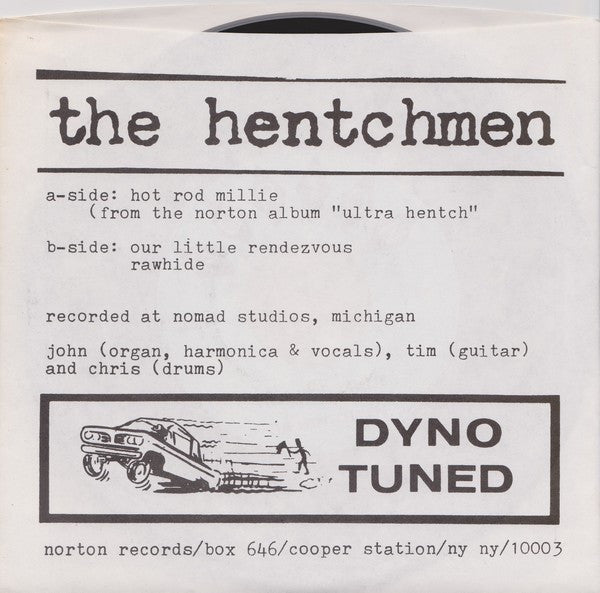 the hentchmen
a-side: hot rod millie
(from the norton album "ultra hentch"
b-side: our little rendezvous
rawhide
recorded at nomad studios, michigan
john (organ, harmonica & vocals), tim (guitar)
and chris (drums)
DYNO
TUNED
norton records/box 646/cooper station/ny ny/10003